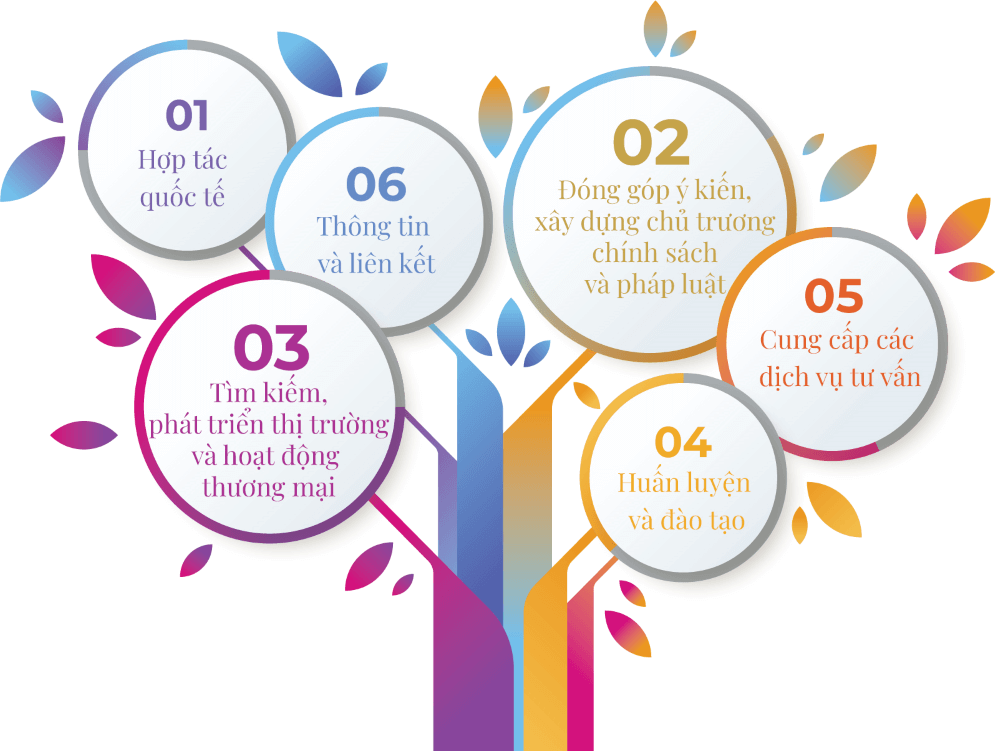 01
Hợp tác
quốc tế
06
Thông tin
và liên kết
02
Đóng góp ý kiến,
xây dựng chủ trương
chính sách
và pháp luật
03
Tìm kiếm,
phát triển thị trường
và hoạt động
thương mại
05
Cung cấp các
dịch vụ tư vấn
04
Huấn luyện
và đào tạo